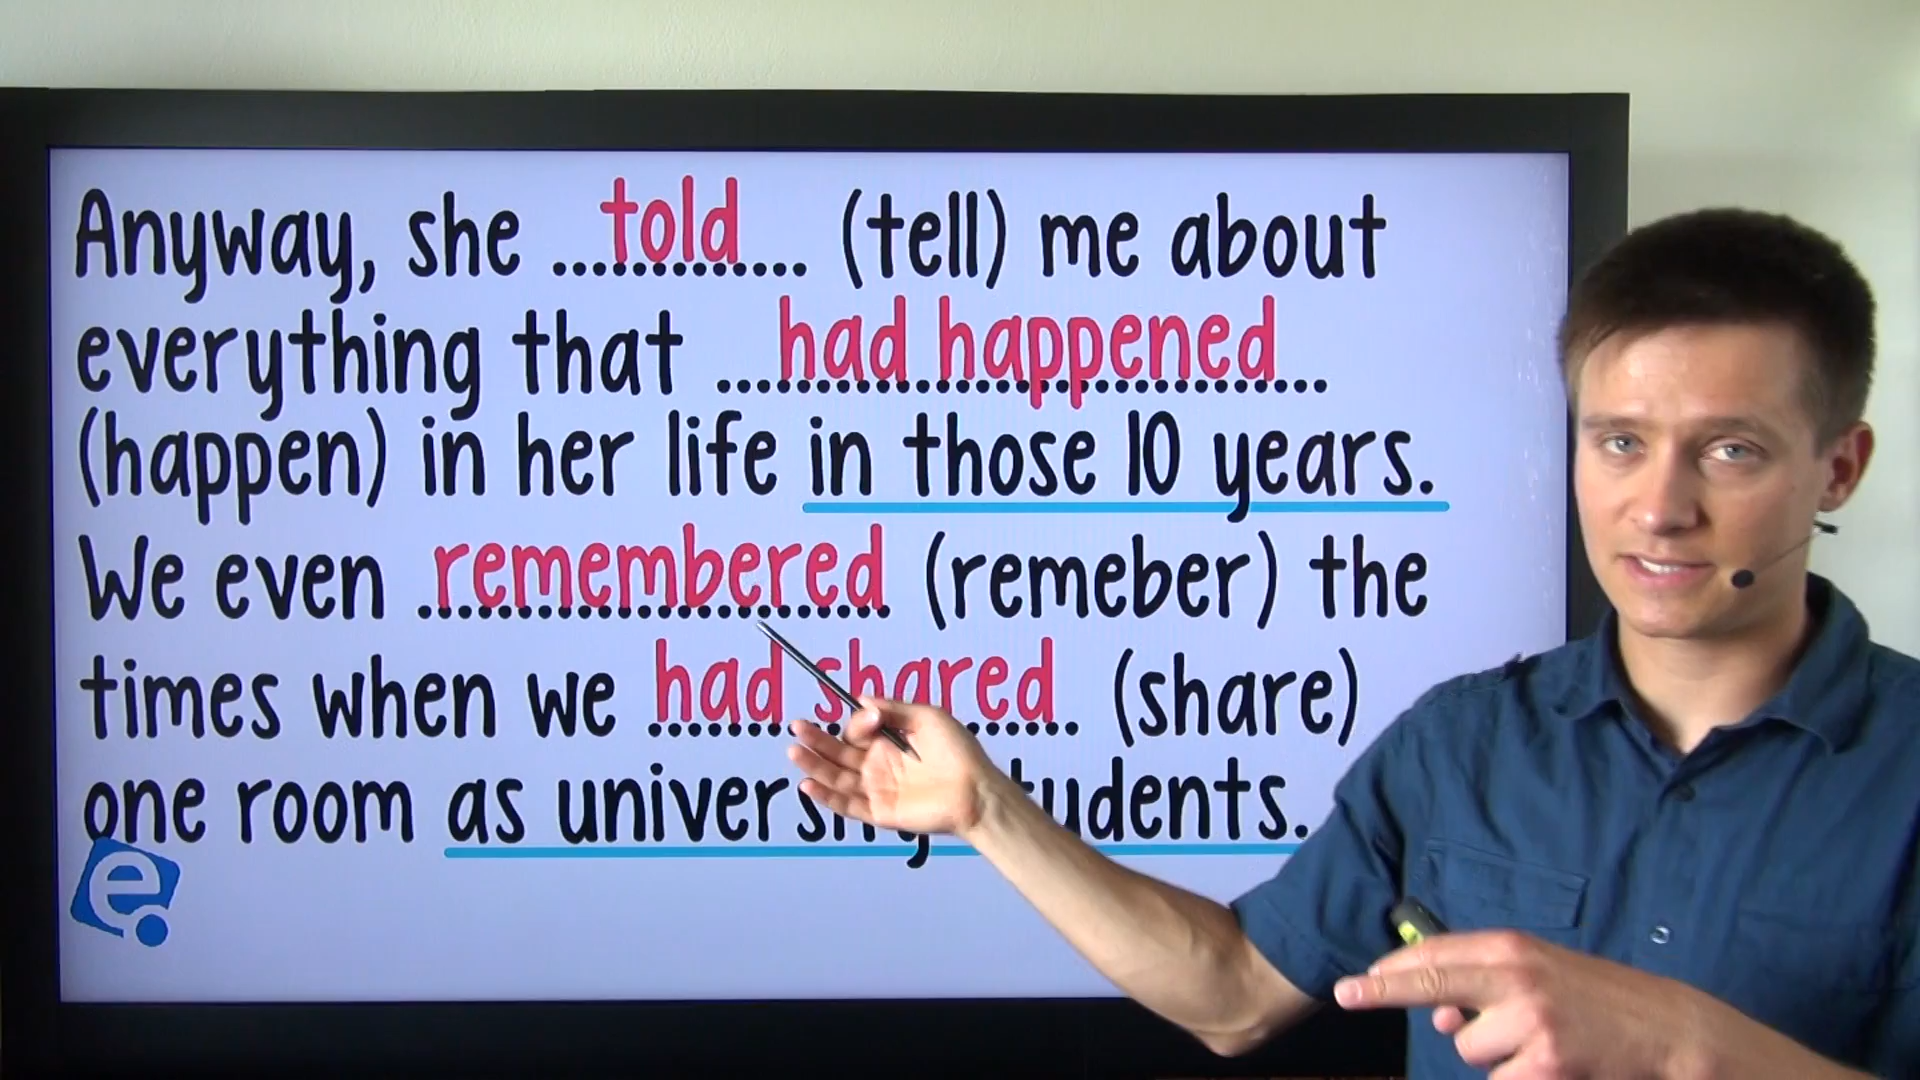 Anyway, she ...told... (tell) me about
everything that ...had happened...
(happen) in her life in those 10 years.
We even ...remembered... (remeber) the
times when we ...had shared... (share)
one room as university students.
e